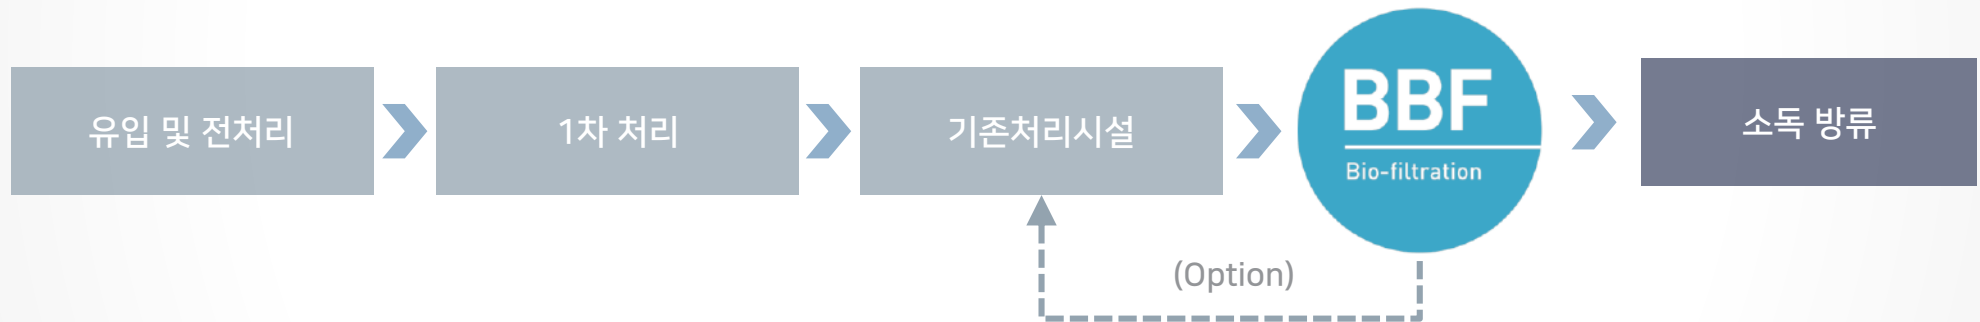 유입 및 전처리
1차 처리
기존처리시설
BBF
Bio-filtration
소독 방류
(Option)